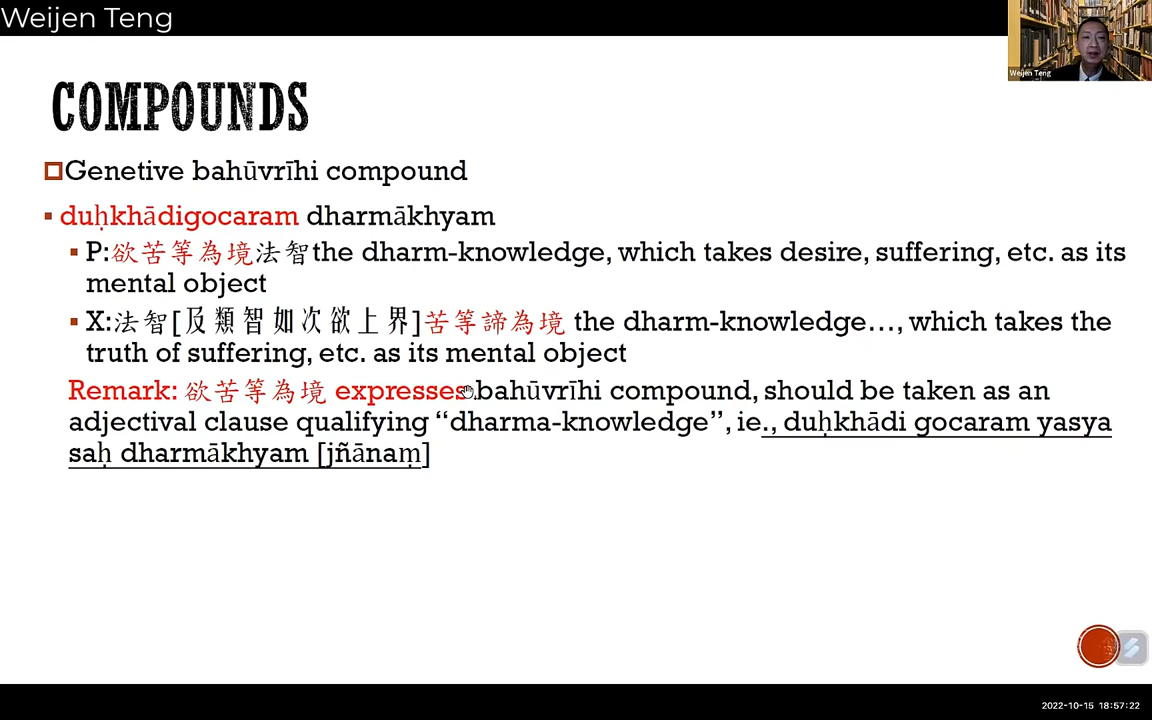 Weijen Teng
Weijen Teng
COMPOUNDS
Genetive bahūvrīhi compound
duḥkhādigocaram dharmākhyam
P:欲苦等為境法智the dharm-knowledge, which takes desire, suffering, etc. as its
mental object
X:法智[及類智如次欲上界]苦等諦為境 the dharm-knowledge…, which takes the
truth of suffering, etc. as its mental object
Remark: 欲苦等為境 expresses bahūvrīhi compound, should be taken as an
adjectival clause qualifying “dharma-knowledge”, ie., duḥkhādi gocaram yasya
saḥ dharmākhyam [jñānaṃ]
2022-10-15 18:57:22